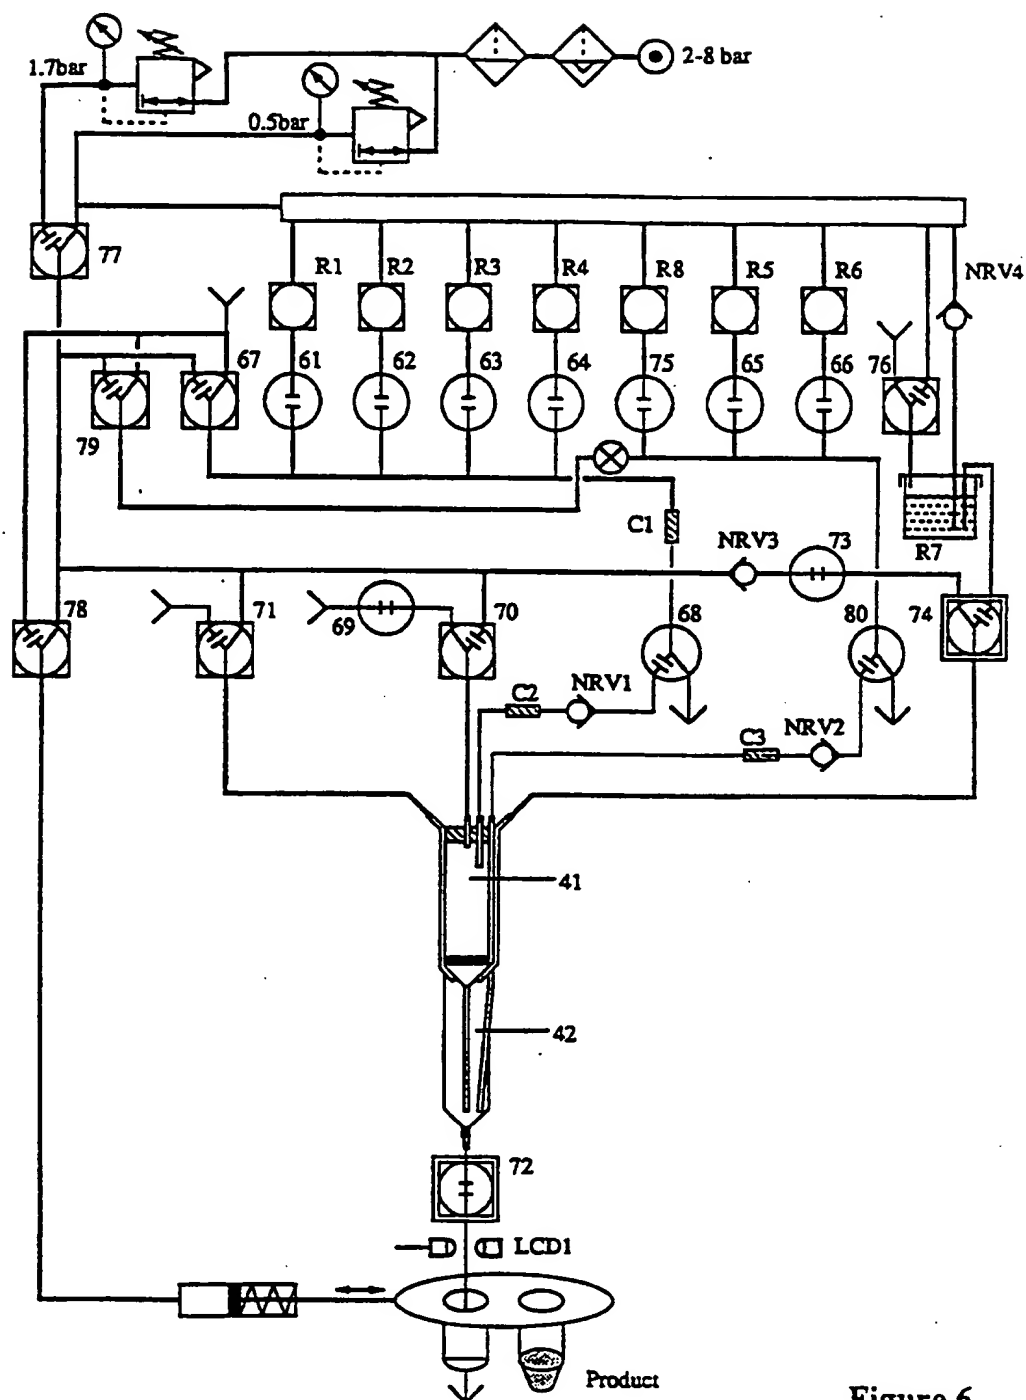 1.7bar
2-8 bar
0.5bar
77
R1 R2 R3 R4 R8 R5 R6
NRV4
67 61 62 63 64 75 65 66 76
79
C1
R7
NRV3 73
78 71 69 70 68 80 74
C2 NRV1
C3 NRV2
41
42
72
LCD1
Product
Figure 6